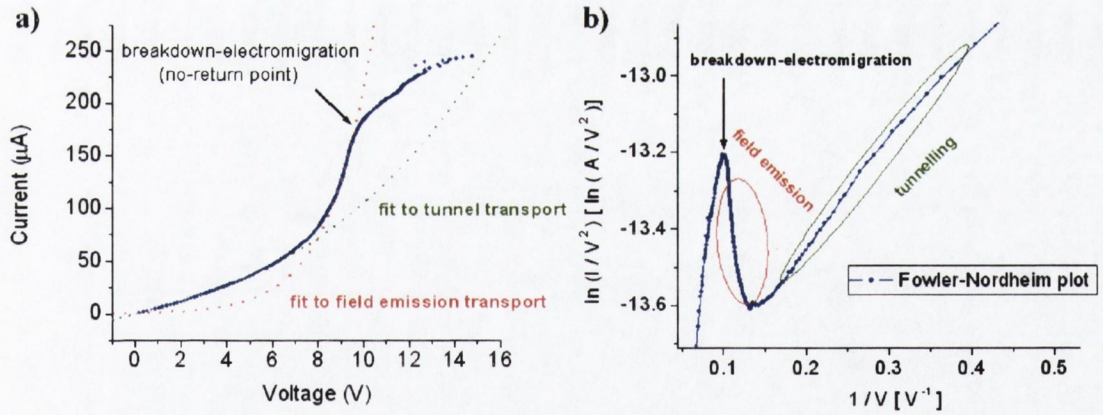 a)
250
200
150
100
50
0
Current (µA)
breakdown-electromigration
(no-return point)
fit to tunnel transport
fit to field emission transport
0 2 4 6 8 10 12 14 16
Voltage (V)
b)
-13.0
-13.2
-13.4
-13.6
ln (I / V²) [ ln ( A / V² )]
breakdown-electromigration
field emission
tunnelling
Fowler-Nordheim plot
0.1 0.2 0.3 0.4 0.5
1 / V [ V⁻¹ ]